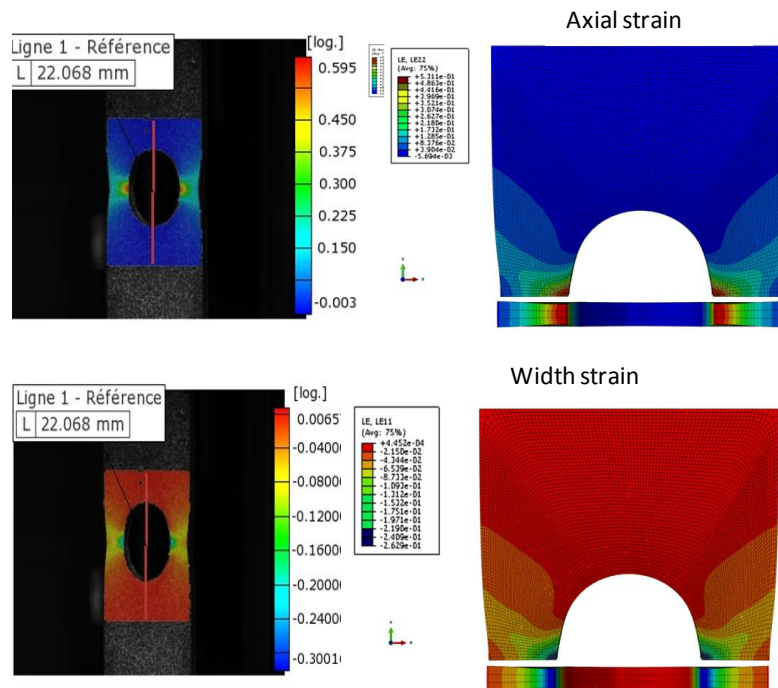 Axial strain
Ligne 1 - Référence
L 22.068 mm
[log.]
0.595
0.450
0.375
0.300
0.225
0.150
-0.003
LE, LE22
(Avg: 75%)
+5.311e-01
+4.863e-01
+4.416e-01
+3.969e-01
+3.521e-01
+3.074e-01
+2.627e-01
+2.180e-01
+1.732e-01
+1.285e-01
+8.376e-02
+3.904e-02
-5.694e-03
Y
X
Width strain
Ligne 1 - Référence
L 22.068 mm
[log.]
0.0065
-0.0400
-0.0800
-0.1200
-0.1600
-0.2000
-0.2400
-0.3001
LE, LE11
(Avg: 75%)
+4.452e-04
-2.150e-02
-4.344e-02
-6.539e-02
-8.733e-02
-1.093e-01
-1.312e-01
-1.532e-01
-1.751e-01
-1.971e-01
-2.190e-01
-2.409e-01
-2.629e-01
Y
X